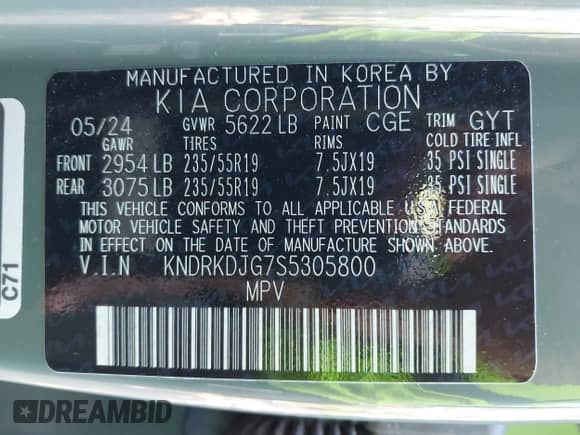 MANUFACTURED IN KOREA BY
KIA CORPORATION
05/24 GVWR 5622 LB PAINT CGE TRIM GYT
GAWR TIRES RIMS COLD TIRE INFL
FRONT 2954 LB 235/55R19 7.5JX19 35 PSI SINGLE
REAR 3075 LB 235/55R19 7.5JX19 35 PSI SINGLE
THIS VEHICLE CONFORMS TO ALL APPLICABLE U.S.A FEDERAL
MOTOR VEHICLE SAFETY AND THEFT PREVENTION STANDARDS
IN EFFECT ON THE DATE OF MANUFACTURE SHOWN ABOVE.
V.I.N KNDRKDJG7S5305800
MPV
C71
DREAMBID